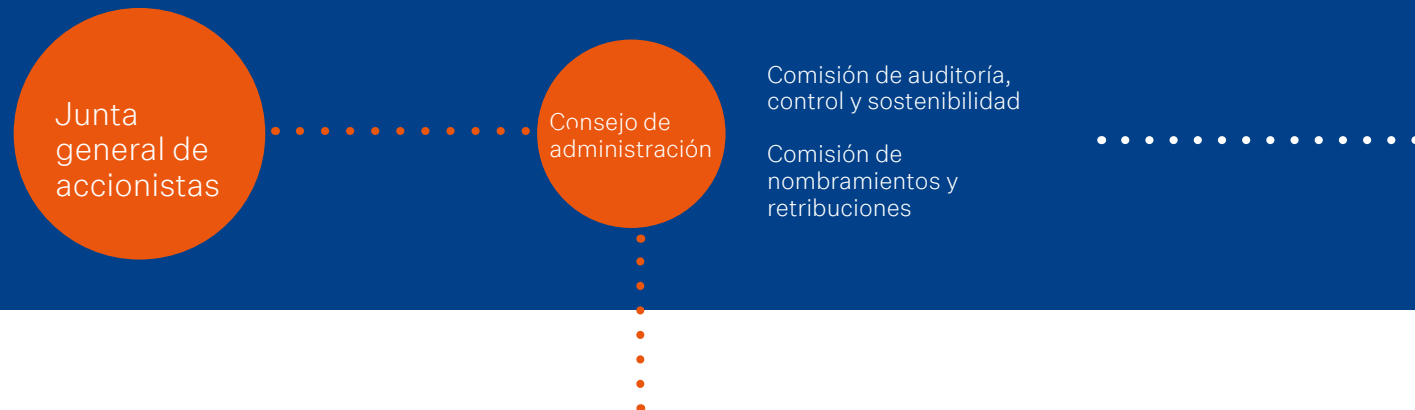 Junta
general de
accionistas
Consejo de
administración
Comisión de auditoría,
control y sostenibilidad
Comisión de
nombramientos y
retribuciones